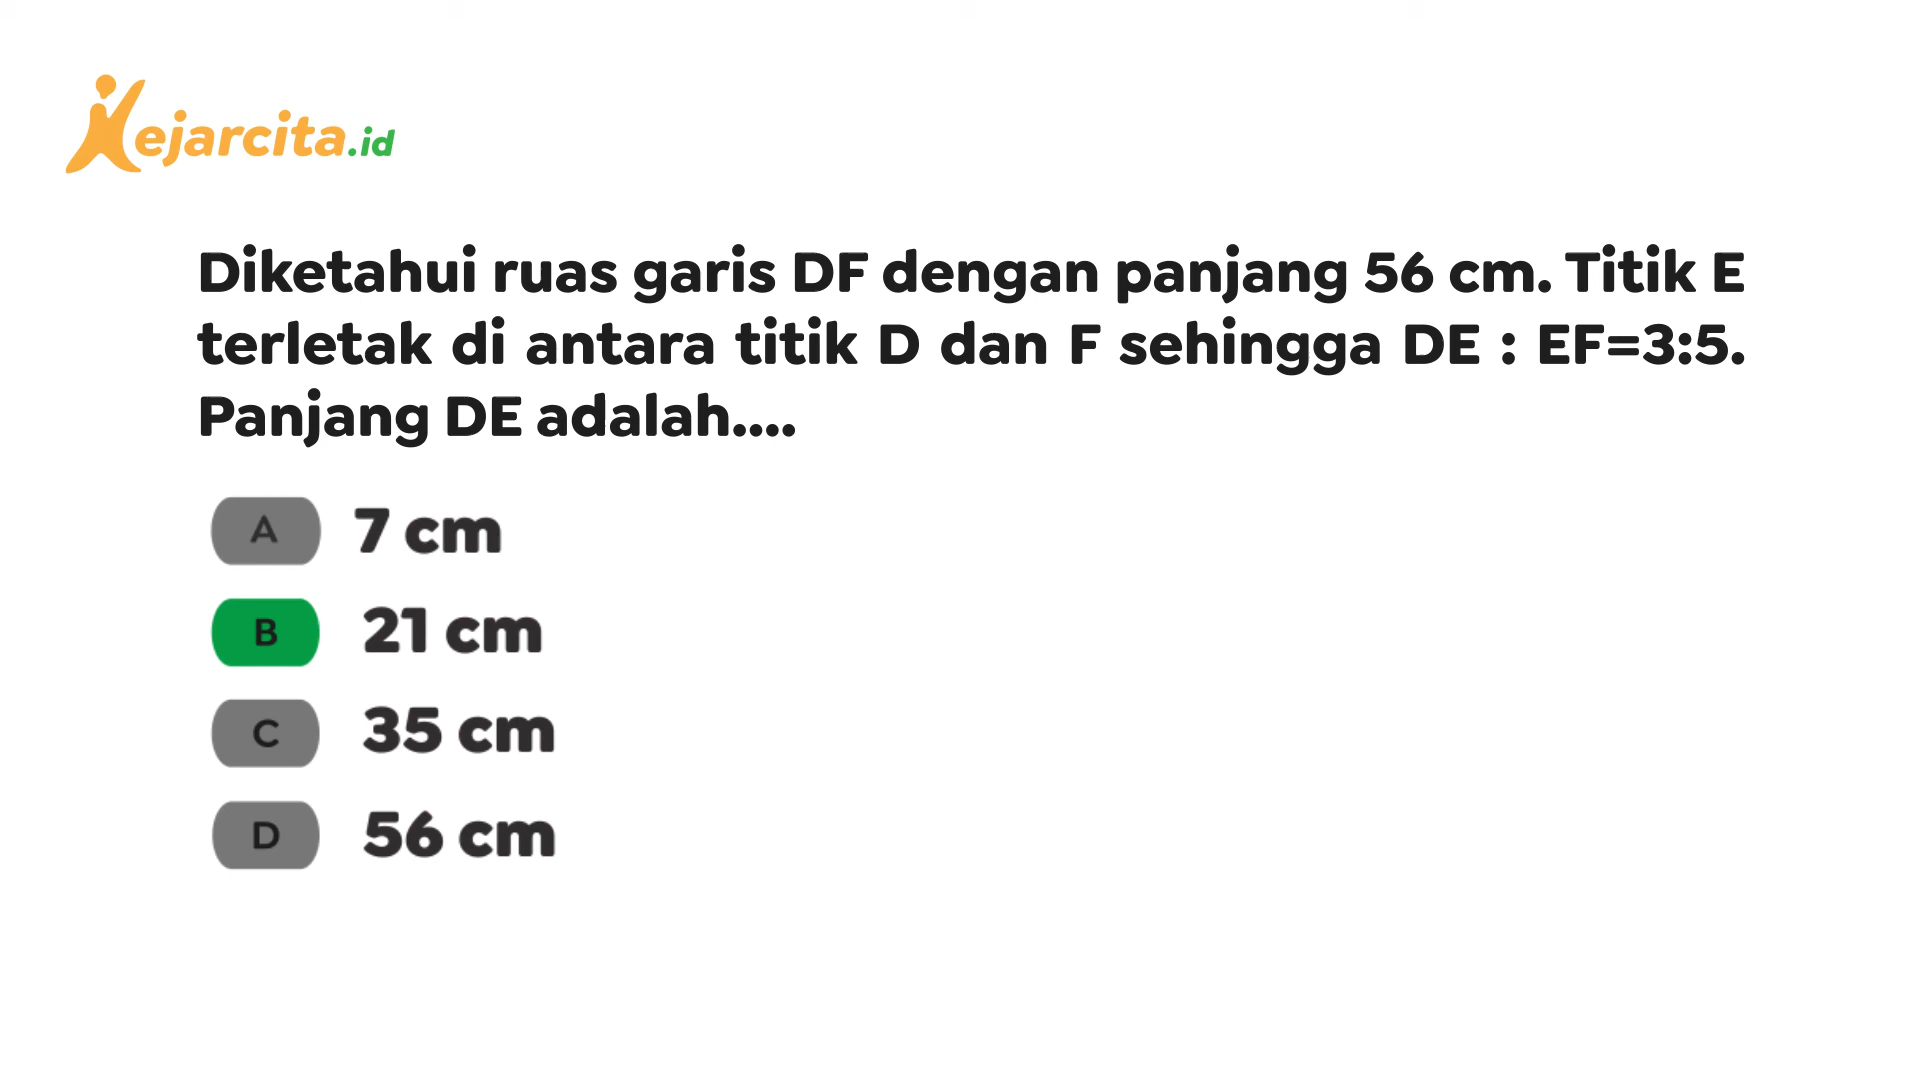 Kejarcita.id
Diketahui ruas garis DF dengan panjang 56 cm. Titik E
terletak di antara titik D dan F sehingga DE : EF=3:5.
Panjang DE adalah....
A 7 cm
B 21 cm
C 35 cm
D 56 cm